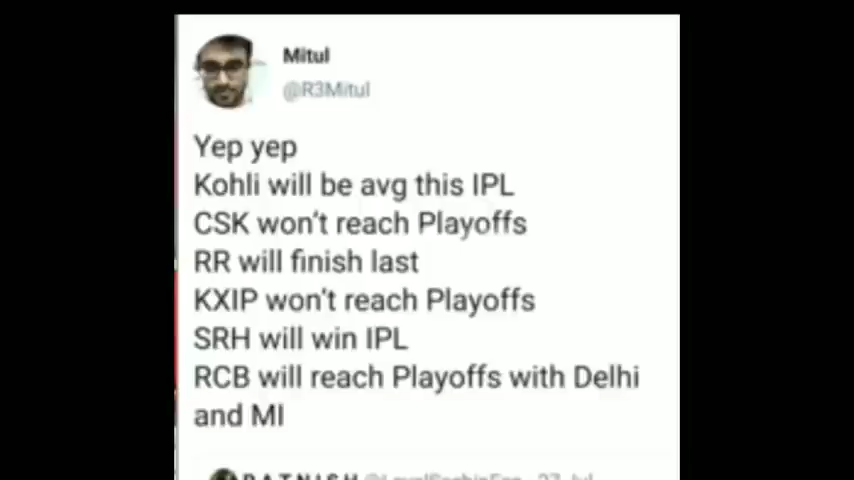 Mitul
@R3Mitul
Yep yep
Kohli will be avg this IPL
CSK won't reach Playoffs
RR will finish last
KXIP won't reach Playoffs
SRH will win IPL
RCB will reach Playoffs with Delhi
and MI